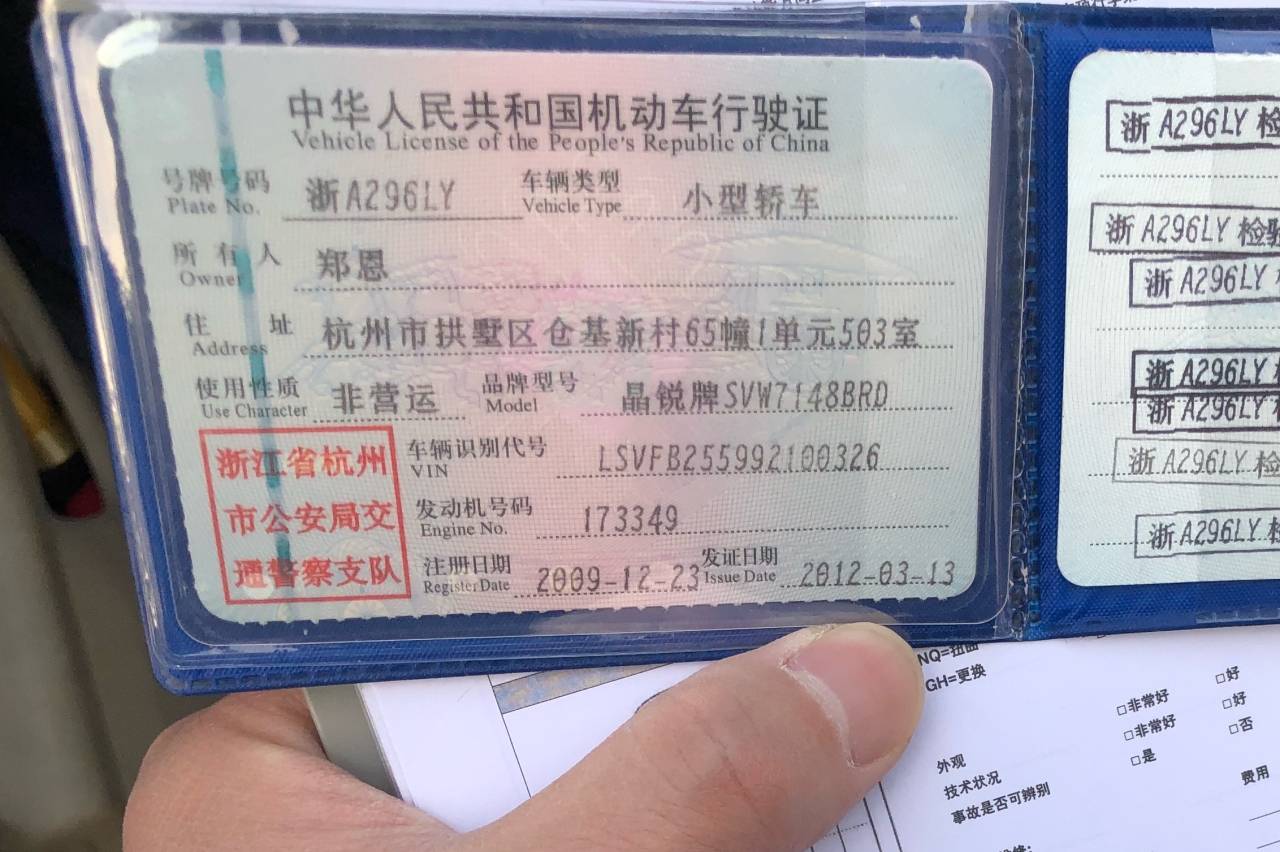 中华人民共和国机动车行驶证
Vehicle License of the People's Republic of China
号牌号码 浙A296LY 车辆类型 小型轿车
Plate No. Vehicle Type
所有人 郑恩
Owner
住址 杭州市拱墅区仓基新村65幢1单元503室
Address
使用性质 非营运 品牌型号 晶锐牌SVW7148BRD
Use Character Model
浙江省杭州
市公安局交
通警察支队
车辆识别代号 LSVFB255992100326
VIN
发动机号码 173349
Engine No.
注册日期 2009-12-23 发证日期 2012-03-13
Register Date Issue Date
浙A296LY 检
浙A296LY 检验
浙A296LY
浙A296LY 检
浙A296LY 检
浙A296LY 检
浙A296LY 检
NQ=扭曲
GH=更换
□非常好 □好
□非常好 □好
□是 □否
外观
技术状况
事故是否可辨别
费用